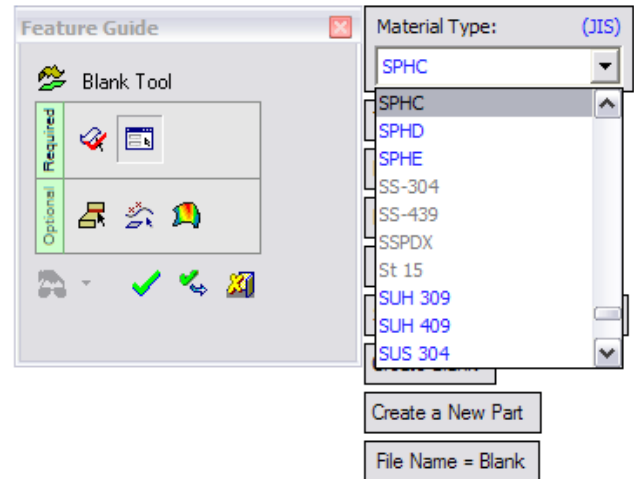 Feature Guide
Blank Tool
Required
Optional
Material Type: (JIS)
SPHC
SPHC
SPHD
SPHE
SS-304
SS-439
SSPDX
St 15
SUH 309
SUH 409
SUS 304
Create a New Part
File Name = Blank